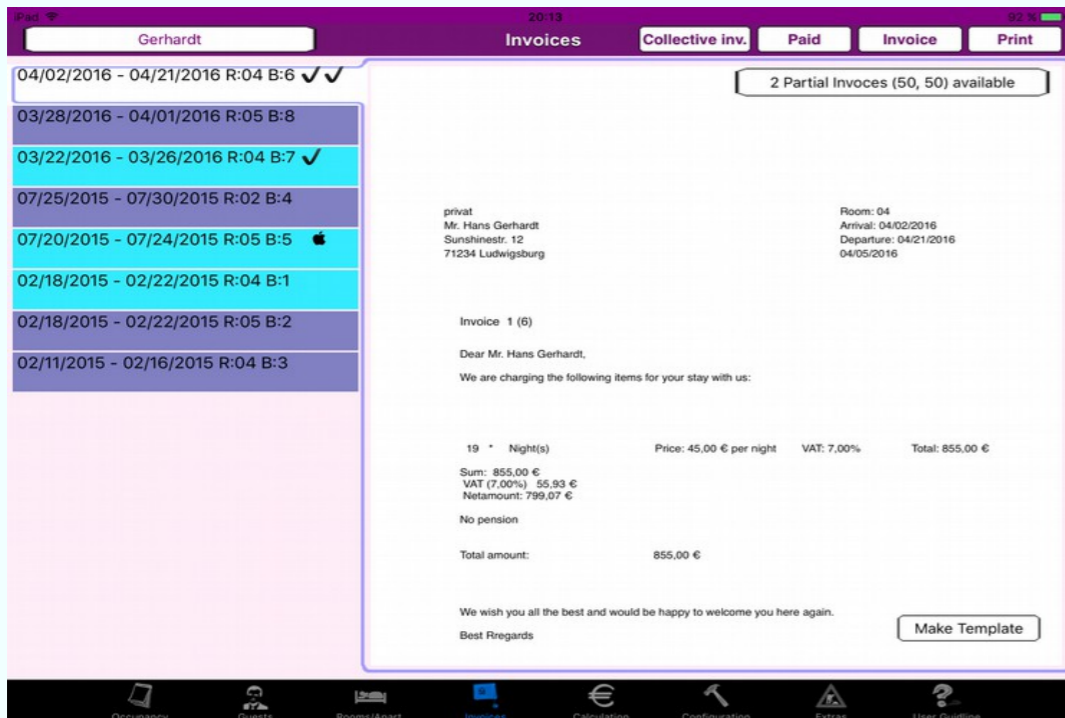 iPad 20:13 92 %
Gerhardt Invoices Collective inv. Paid Invoice Print
04/02/2016 - 04/21/2016 R:04 B:6 ✓✓
03/28/2016 - 04/01/2016 R:05 B:8
03/22/2016 - 03/26/2016 R:04 B:7 ✓
07/25/2015 - 07/30/2015 R:02 B:4
07/20/2015 - 07/24/2015 R:05 B:5
02/18/2015 - 02/22/2015 R:04 B:1
02/18/2015 - 02/22/2015 R:05 B:2
02/11/2015 - 02/16/2015 R:04 B:3
2 Partial Invoces (50, 50) available
privat
Mr. Hans Gerhardt
Sunshinestr. 12
71234 Ludwigsburg
Room: 04
Arrival: 04/02/2016
Departure: 04/21/2016
04/05/2016
Invoice 1 (6)
Dear Mr. Hans Gerhardt,
We are charging the following items for your stay with us:
19 * Night(s) Price: 45,00 € per night VAT: 7,00% Total: 855,00 €
Sum: 855,00 €
VAT (7,00%) 55,93 €
Netamount: 799,07 €
No pension
Total amount: 855,00 €
We wish you all the best and would be happy to welcome you here again.
Best Rregards
Make Template
Occupancy Guests Rooms/Apart Invoices Calculation Configuration Extras User Guidline